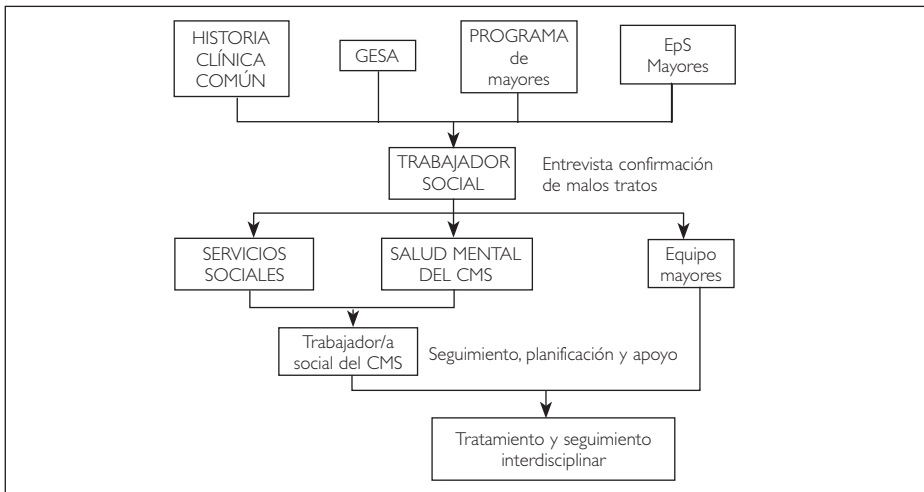 HISTORIA
CLÍNICA
COMÚN
GESA
PROGRAMA
de
mayores
EpS
Mayores
TRABAJADOR
SOCIAL
Entrevista confirmación
de malos tratos
SERVICIOS
SOCIALES
SALUD MENTAL
DEL CMS
Equipo
mayores
Trabajador/a
social del CMS
Seguimiento, planificación y apoyo
Tratamiento y seguimiento
interdisciplinar